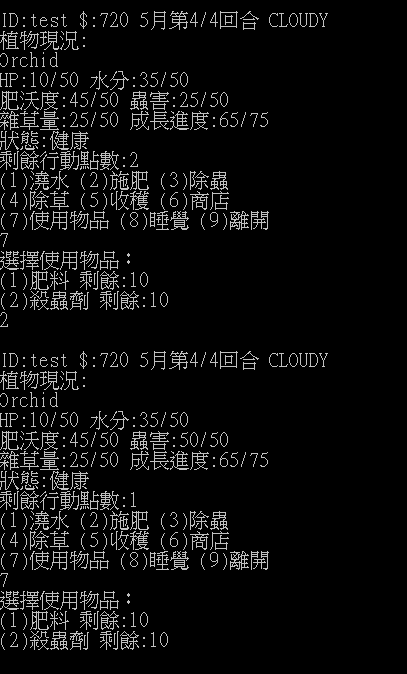 ID:test $:720 5月第4/4回合 CLOUDY
植物現況:
Orchid
HP:10/50 水分:35/50
肥沃度:45/50 蟲害:25/50
雜草量:25/50 成長進度:65/75
狀態:健康
剩餘行動點數:2
(1)澆水 (2)施肥 (3)除蟲
(4)除草 (5)收穫 (6)商店
(7)使用物品 (8)睡覺 (9)離開
7
選擇使用物品：
(1)肥料 剩餘:10
(2)殺蟲劑 剩餘:10
2
ID:test $:720 5月第4/4回合 CLOUDY
植物現況:
Orchid
HP:10/50 水分:35/50
肥沃度:45/50 蟲害:50/50
雜草量:25/50 成長進度:65/75
狀態:健康
剩餘行動點數:1
(1)澆水 (2)施肥 (3)除蟲
(4)除草 (5)收穫 (6)商店
(7)使用物品 (8)睡覺 (9)離開
7
選擇使用物品：
(1)肥料 剩餘:10
(2)殺蟲劑 剩餘:10